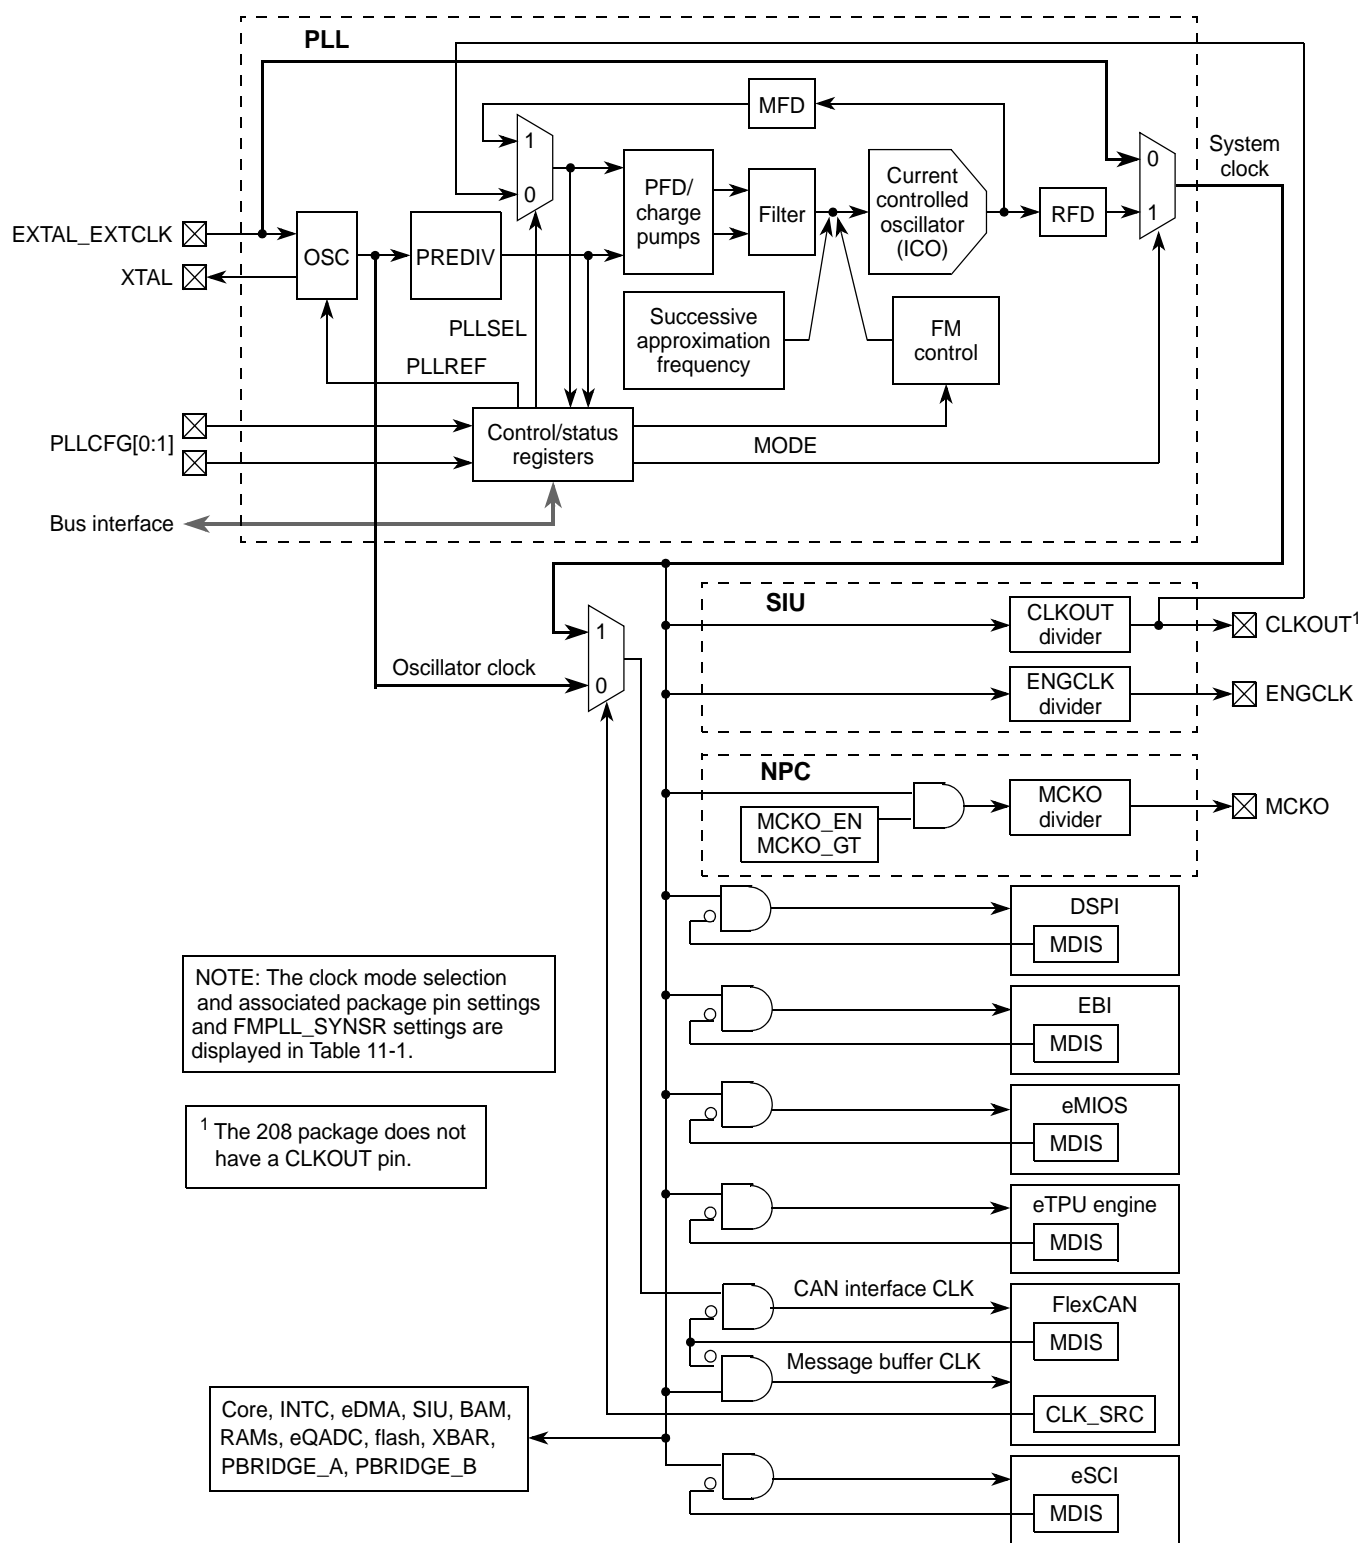 PLL
MFD
1
0
System
clock
0
1
PFD/
charge
pumps
Filter
Current
controlled
oscillator
(ICO)
RFD
EXTAL_EXTCLK
OSC
PREDIV
XTAL
PLLSEL
PLLREF
Successive
approximation
frequency
FM
control
PLLCFG[0:1]
Control/status
registers
MODE
Bus interface
SIU
1
0
Oscillator clock
CLKOUT
divider
CLKOUT1
ENGCLK
divider
ENGCLK
NPC
MCKO_EN
MCKO_GT
MCKO
divider
MCKO
DSPI
MDIS
NOTE: The clock mode selection
and associated package pin settings
and FMPLL_SYNSR settings are
displayed in Table 11-1.
EBI
MDIS
1 The 208 package does not
have a CLKOUT pin.
eMIOS
MDIS
eTPU engine
MDIS
CAN interface CLK
FlexCAN
MDIS
Message buffer CLK
CLK_SRC
Core, INTC, eDMA, SIU, BAM,
RAMs, eQADC, flash, XBAR,
PBRIDGE_A, PBRIDGE_B
eSCI
MDIS